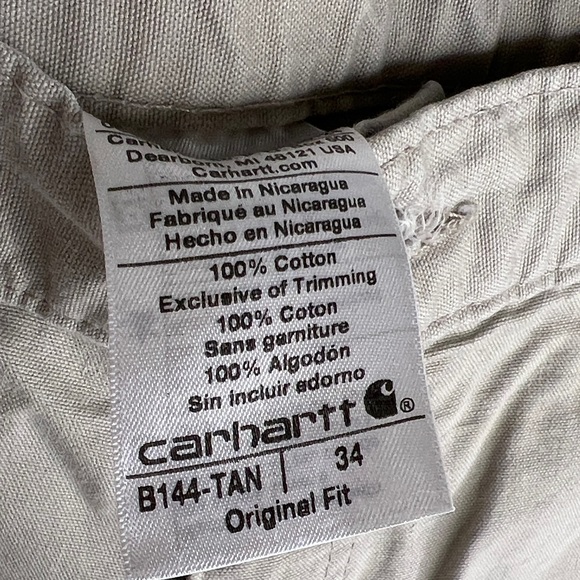 Dearborn, MI 48121 USA
Carhartt.com
Made in Nicaragua
Fabriqué au Nicaragua
Hecho en Nicaragua
100% Cotton
Exclusive of Trimming
100% Coton
Sans garniture
100% Algodón
Sin incluir adorno
carhartt ®
B144-TAN 34
Original Fit